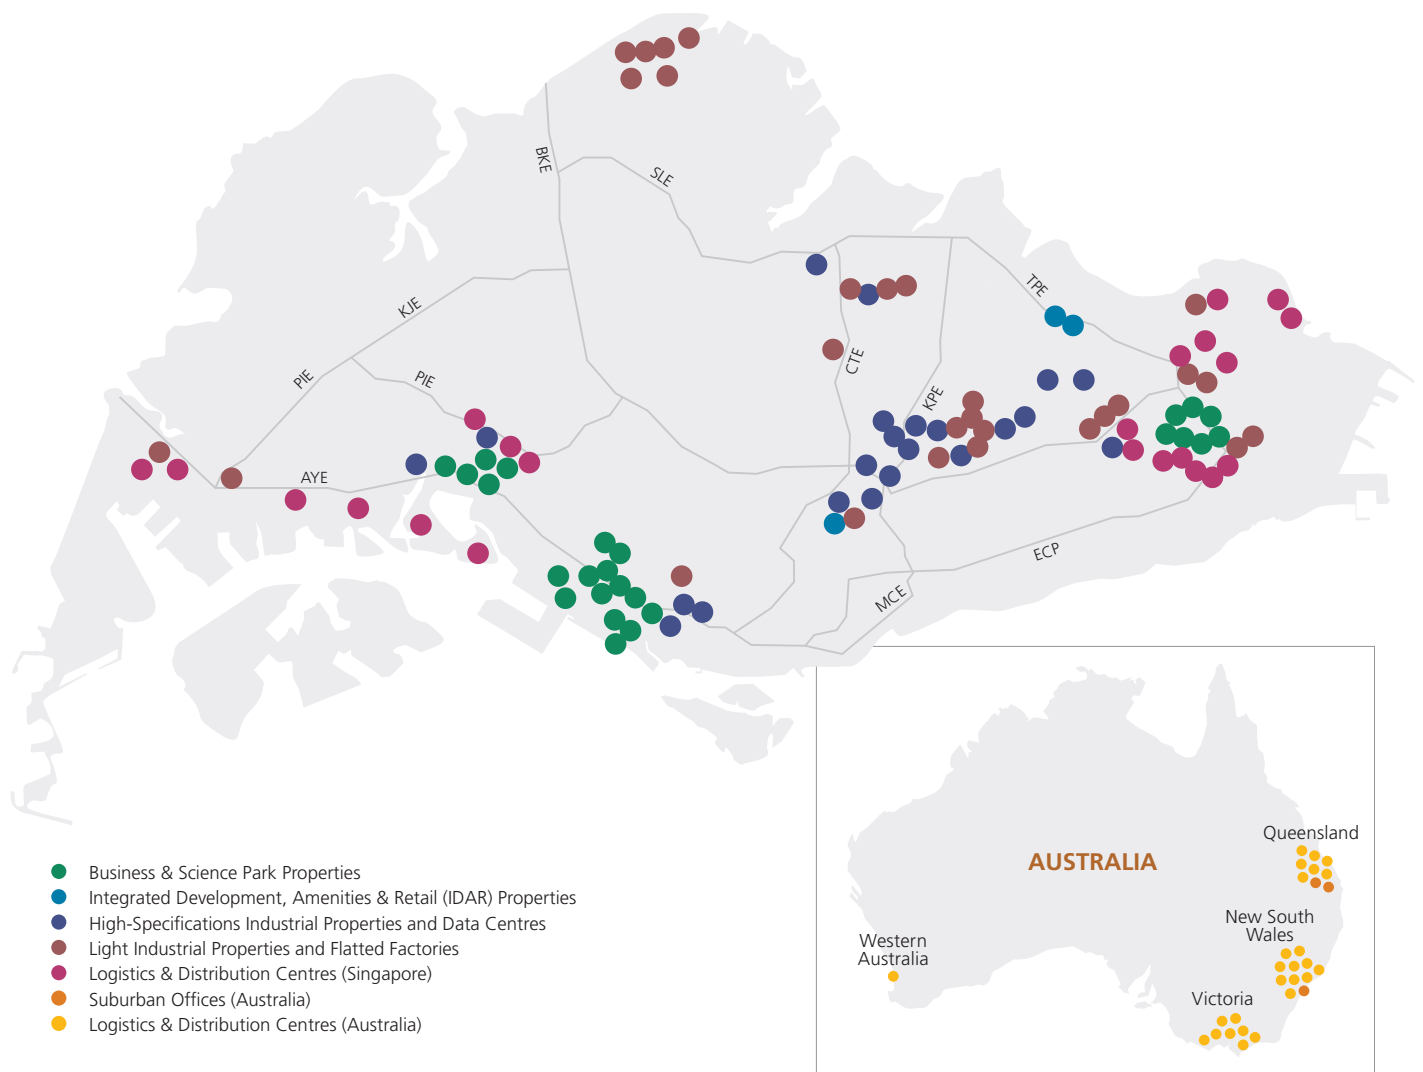 BKE
SLE
KJE
PIE
PIE
AYE
CTE
KPE
TPE
ECP
MCE
AUSTRALIA
Queensland
New South
Wales
Western
Australia
Victoria
Business & Science Park Properties
Integrated Development, Amenities & Retail (IDAR) Properties
High-Specifications Industrial Properties and Data Centres
Light Industrial Properties and Flatted Factories
Logistics & Distribution Centres (Singapore)
Suburban Offices (Australia)
Logistics & Distribution Centres (Australia)